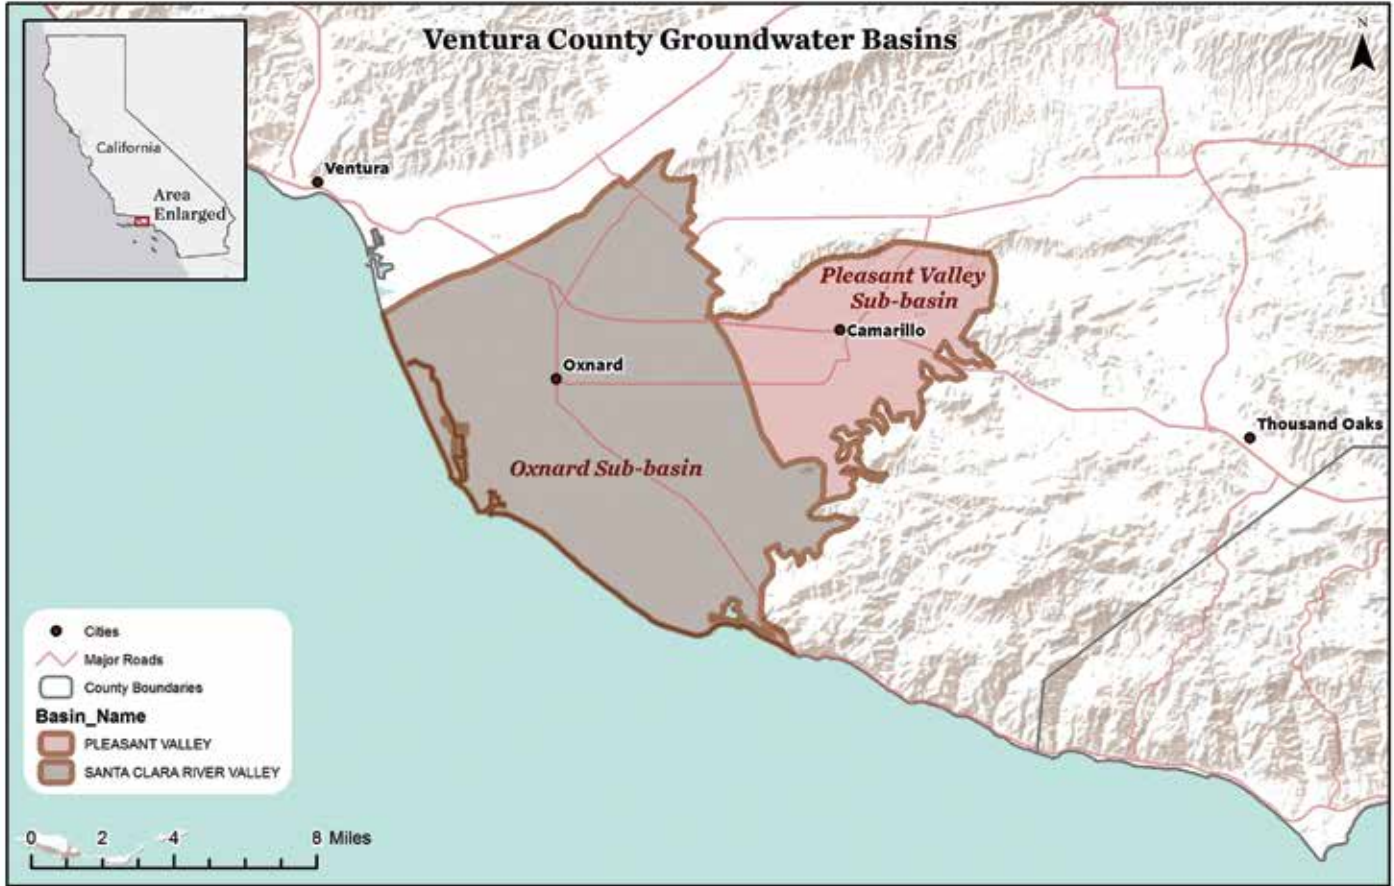 Ventura County Groundwater Basins
N
California
Area
Enlarged
Ventura
Pleasant Valley
Sub-basin
Camarillo
Oxnard
Thousand Oaks
Oxnard Sub-basin
Cities
Major Roads
County Boundaries
Basin_Name
PLEASANT VALLEY
SANTA CLARA RIVER VALLEY
0 2 4 8 Miles